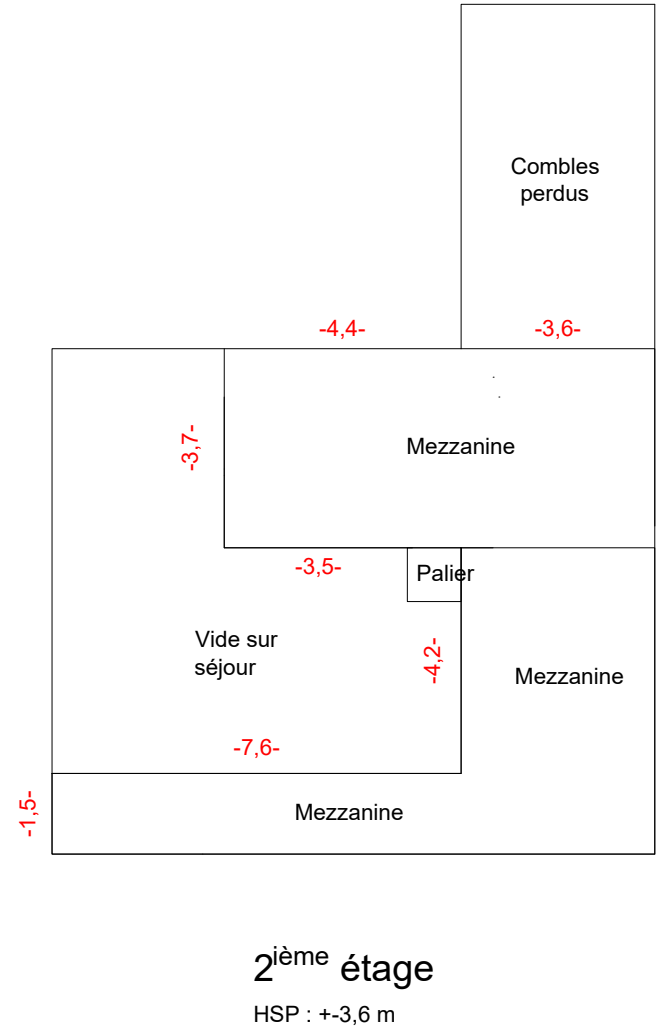 Combles
perdus
-4,4-
-3,6-
-3,7-
Mezzanine
-3,5-
Palier
Vide sur
séjour
-4,2-
Mezzanine
-7,6-
-1,5-
Mezzanine
2ième étage
HSP : +-3,6 m